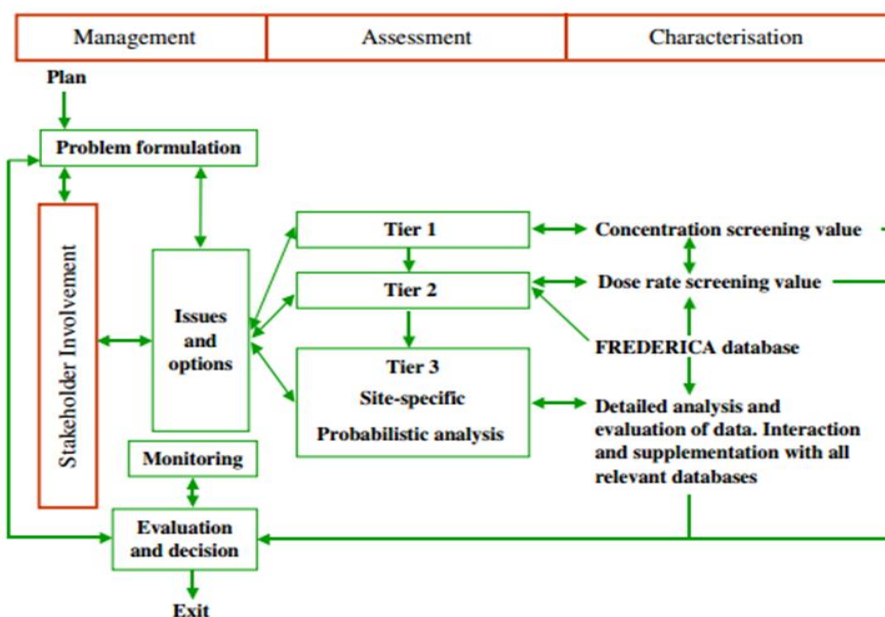 Management
Assessment
Characterisation
Plan
Problem formulation
Stakeholder Involvement
Issues
and
options
Monitoring
Evaluation
and decision
Exit
Tier 1
Tier 2
Tier 3
Site-specific
Probabilistic analysis
Concentration screening value
Dose rate screening value
FREDERICA database
Detailed analysis and
evaluation of data. Interaction
and supplementation with all
relevant databases